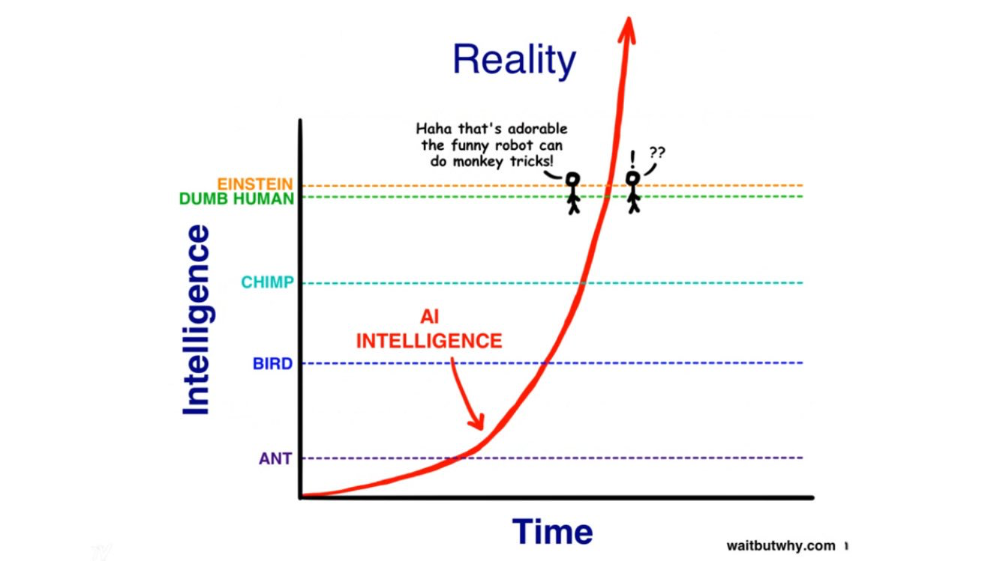 Reality
Haha that's adorable
the funny robot can
do monkey tricks!
!
??
EINSTEIN
DUMB HUMAN
CHIMP
AI
INTELLIGENCE
BIRD
ANT
Intelligence
Time
waitbutwhy.com